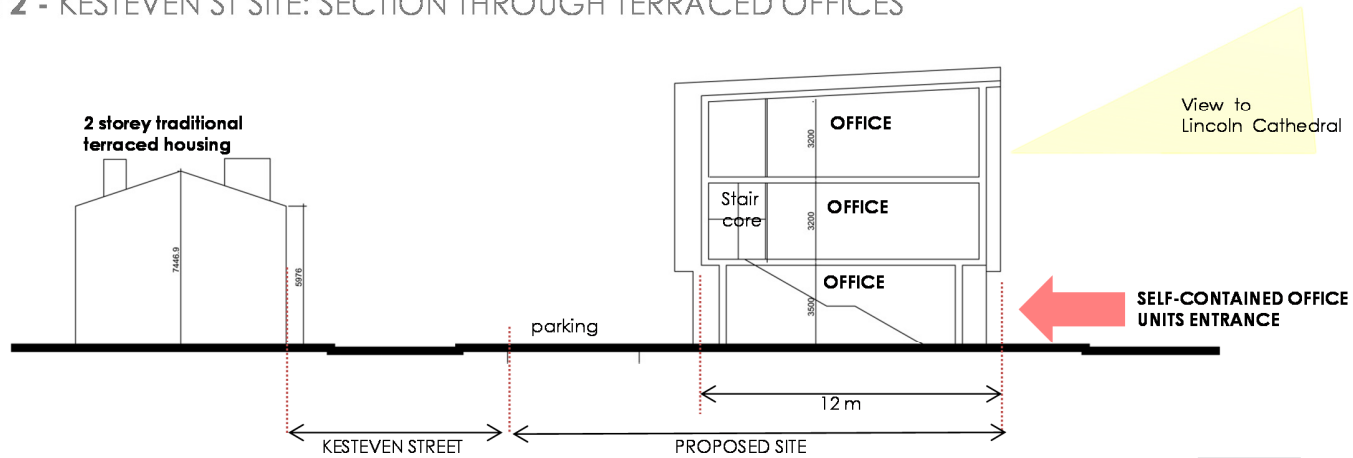 2 - KESTEVEN ST SITE: SECTION THROUGH TERRACED OFFICES
2 storey traditional
terraced housing
View to
Lincoln Cathedral
OFFICE
3200
Stair
core
OFFICE
3200
7446.9
5976
OFFICE
3500
SELF-CONTAINED OFFICE
UNITS ENTRANCE
parking
12 m
KESTEVEN STREET
PROPOSED SITE